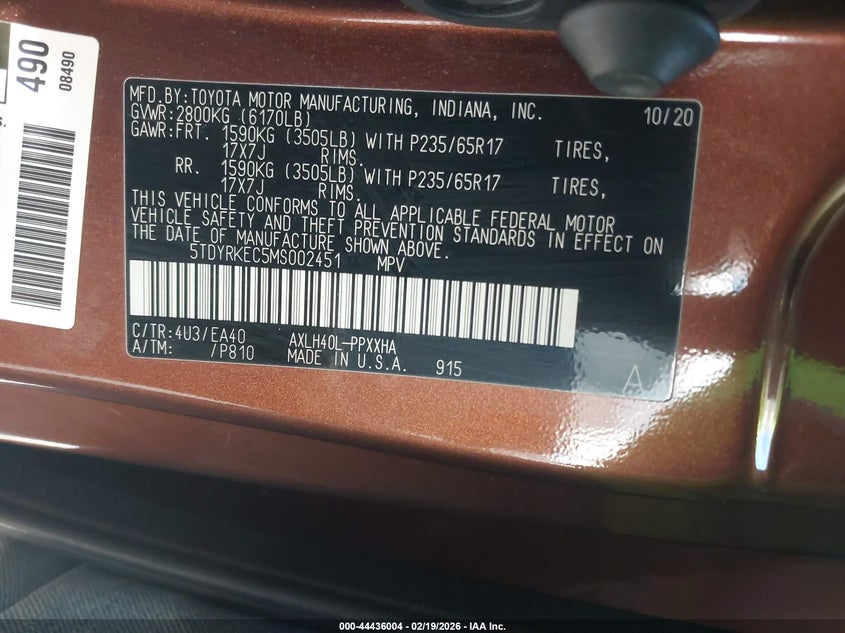 490
08490
s.
MFD.BY:TOYOTA MOTOR MANUFACTURING, INDIANA, INC. 10/20
GVWR:2800KG (6170LB)
GAWR:FRT. 1590KG (3505LB) WITH P235/65R17 TIRES,
17X7J RIMS.
RR. 1590KG (3505LB) WITH P235/65R17 TIRES,
17X7J RIMS.
THIS VEHICLE CONFORMS TO ALL APPLICABLE FEDERAL MOTOR
VEHICLE SAFETY AND THEFT PREVENTION STANDARDS IN EFFECT ON
THE DATE OF MANUFACTURE SHOWN ABOVE.
5TDYRKEC5MS002451 MPV
C/TR:4U3/EA40 AXLH40L-PPXXHA
A/TM: /P810 MADE IN U.S.A. 915
A
000-44436004 - 02/19/2026 - IAA Inc.